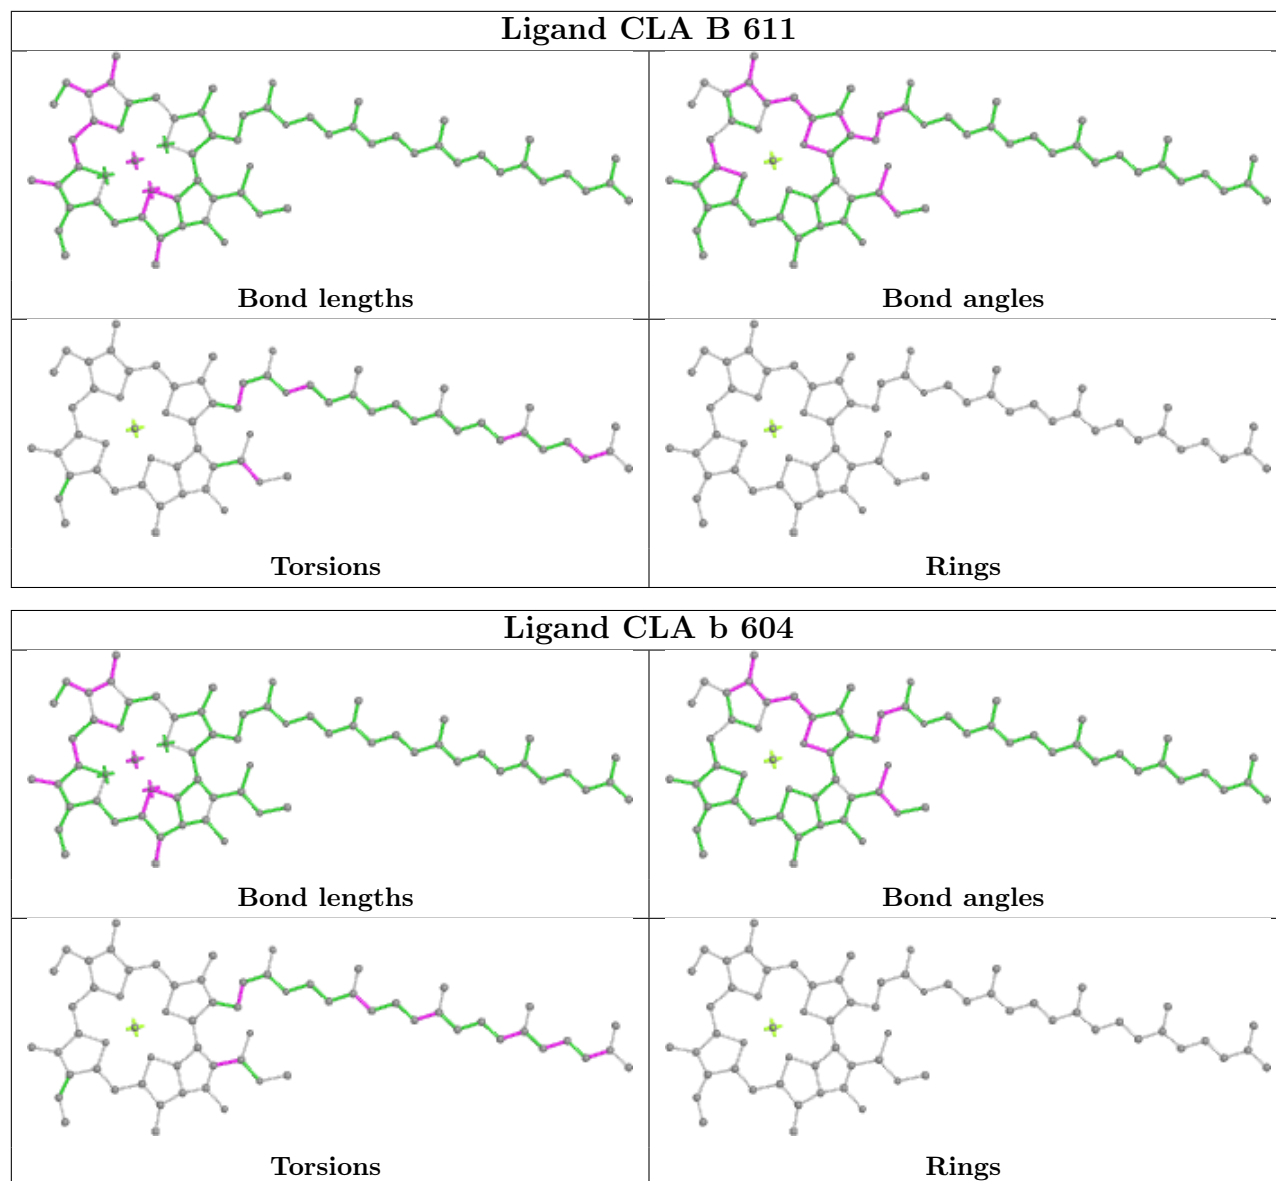 Ligand CLA B 611
Bond lengths
Bond angles
Torsions
Rings
Ligand CLA b 604
Bond lengths
Bond angles
Torsions
Rings